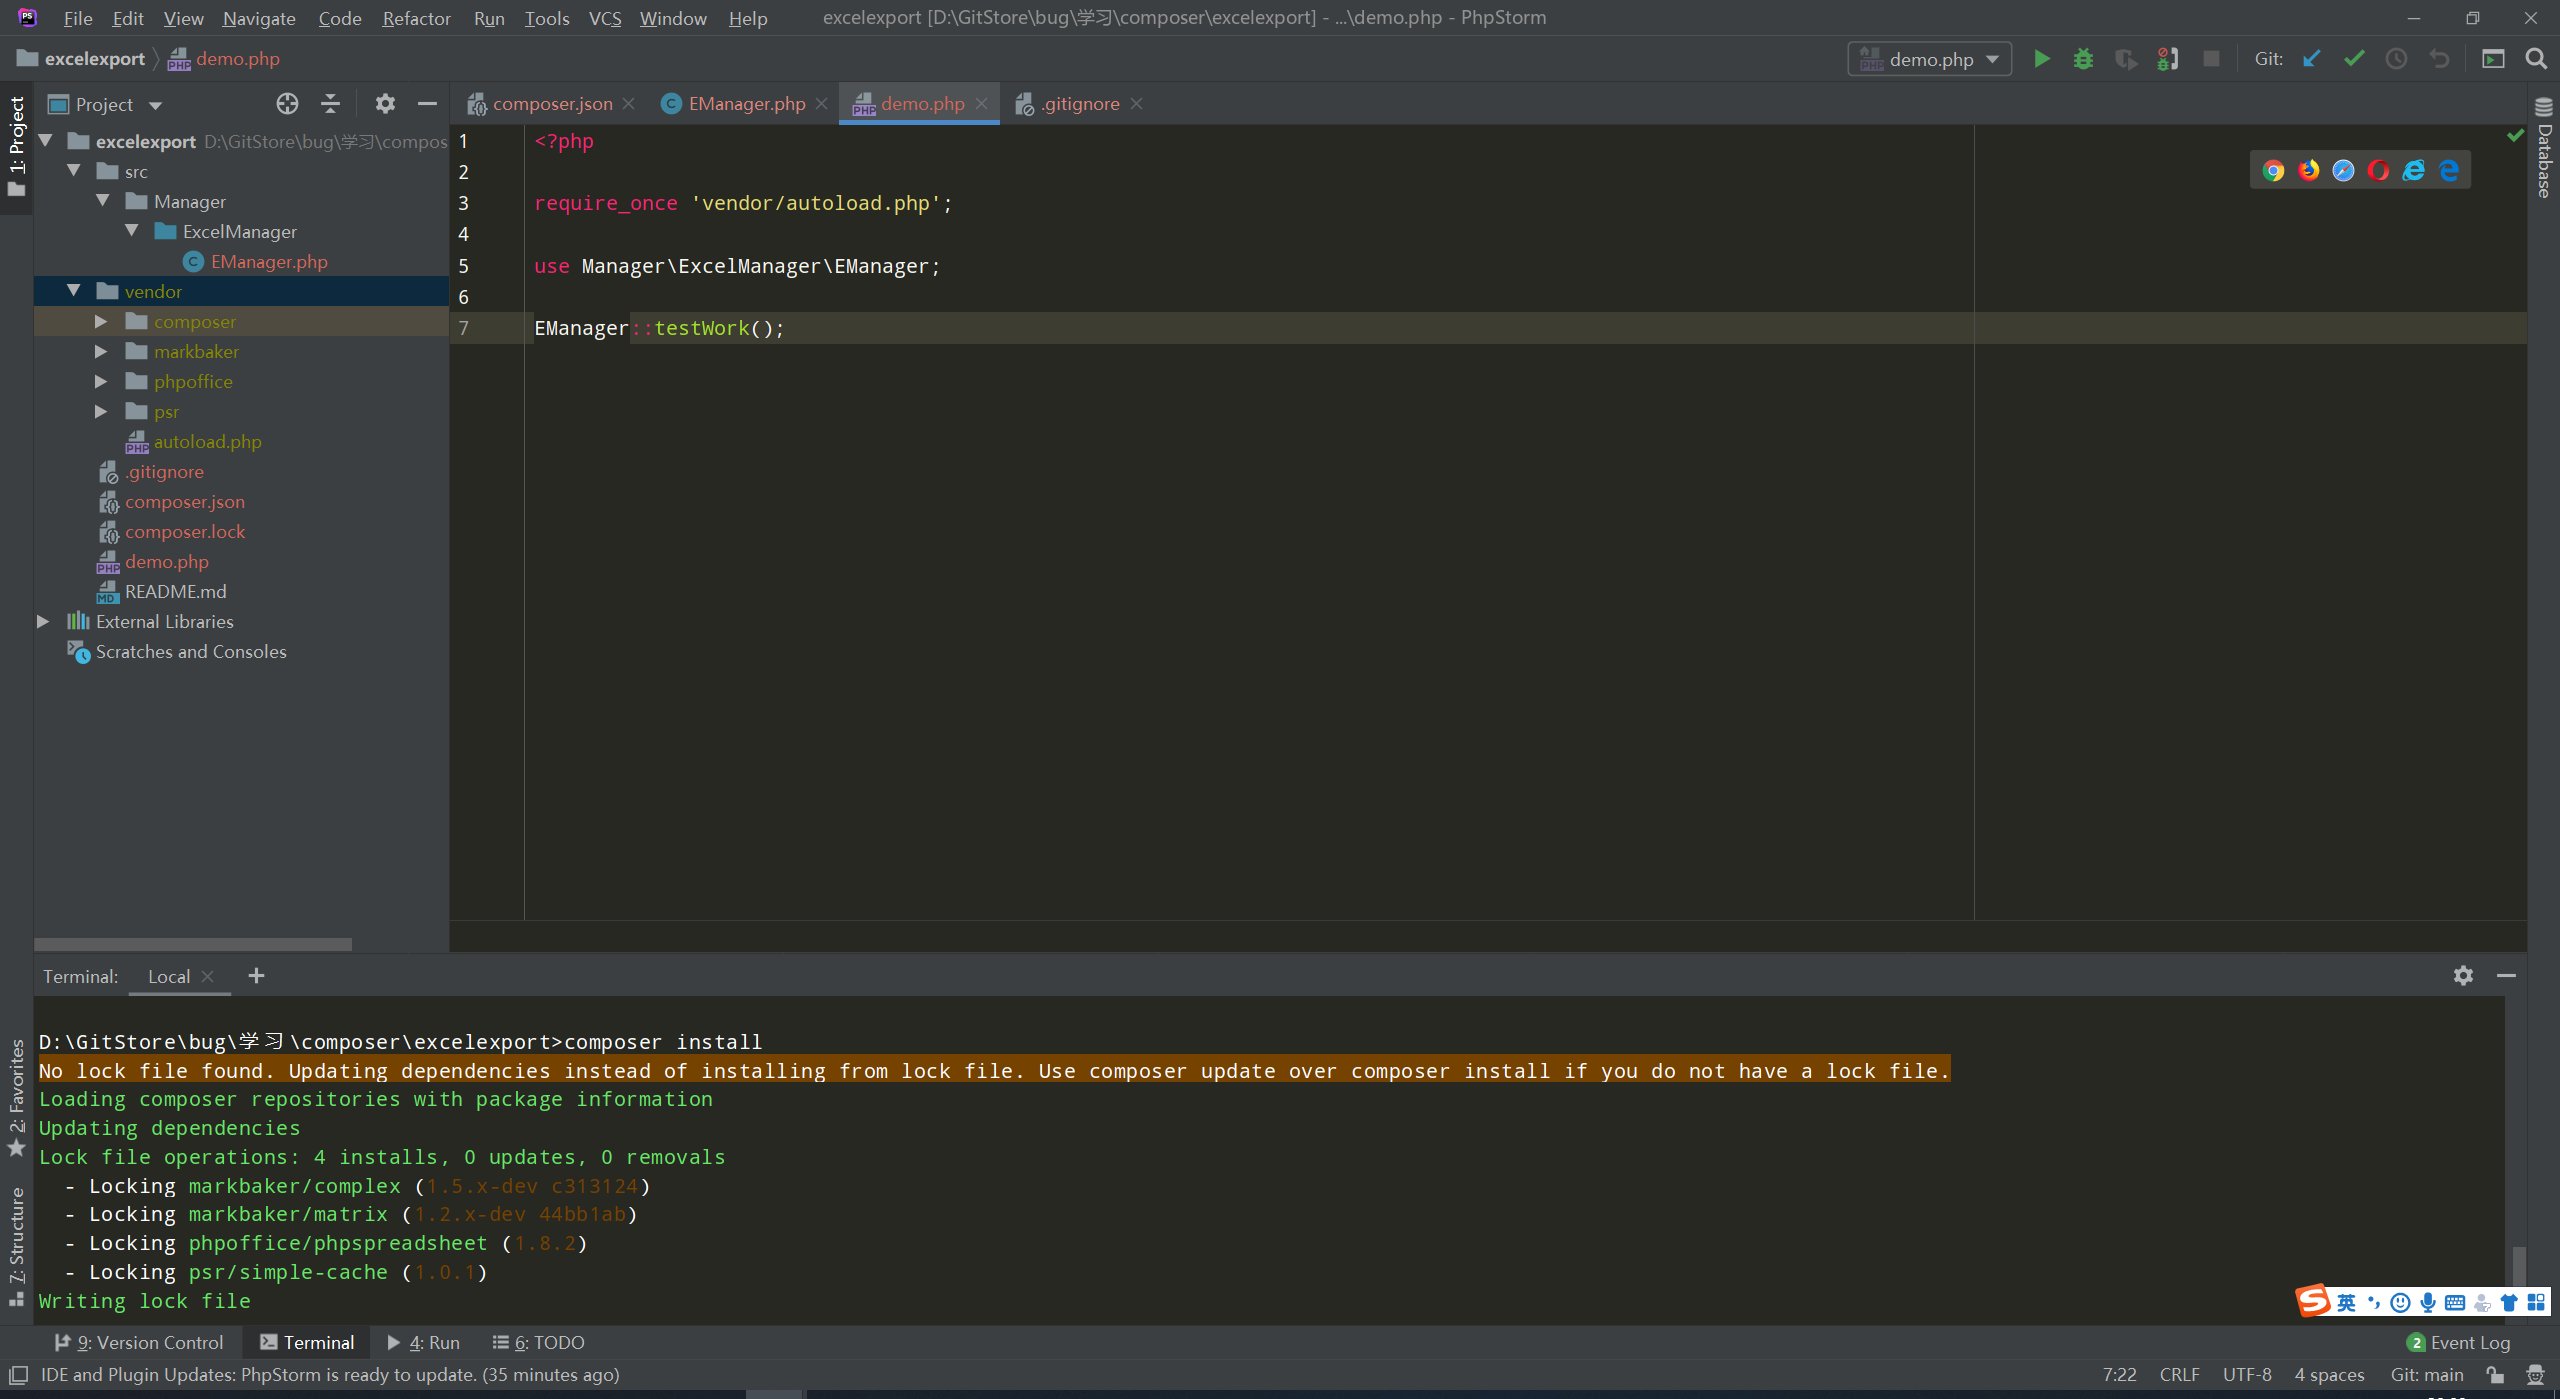 File Edit View Navigate Code Refactor Run Tools VCS Window Help excelexport [D:\GitStore\bug\学习\composer\excelexport] - ...\demo.php - PhpStorm
excelexport demo.php demo.php Git:
Project composer.json EManager.php demo.php .gitignore
1: Project
excelexport D:\GitStore\bug\学习\compos
src
Manager
ExcelManager
EManager.php
vendor
composer
markbaker
phpoffice
psr
autoload.php
.gitignore
composer.json
composer.lock
demo.php
README.md
External Libraries
Scratches and Consoles
1 <?php
2
3 require_once 'vendor/autoload.php';
4
5 use Manager\ExcelManager\EManager;
6
7 EManager::testWork();
Database
Terminal: Local
D:\GitStore\bug\学习\composer\excelexport>composer install
No lock file found. Updating dependencies instead of installing from lock file. Use composer update over composer install if you do not have a lock file.
Loading composer repositories with package information
Updating dependencies
Lock file operations: 4 installs, 0 updates, 0 removals
- Locking markbaker/complex (1.5.x-dev c313124)
- Locking markbaker/matrix (1.2.x-dev 44bb1ab)
- Locking phpoffice/phpspreadsheet (1.8.2)
- Locking psr/simple-cache (1.0.1)
Writing lock file
2: Favorites
7: Structure
英
9: Version Control Terminal 4: Run 6: TODO 2 Event Log
IDE and Plugin Updates: PhpStorm is ready to update. (35 minutes ago) 7:22 CRLF UTF-8 4 spaces Git: main